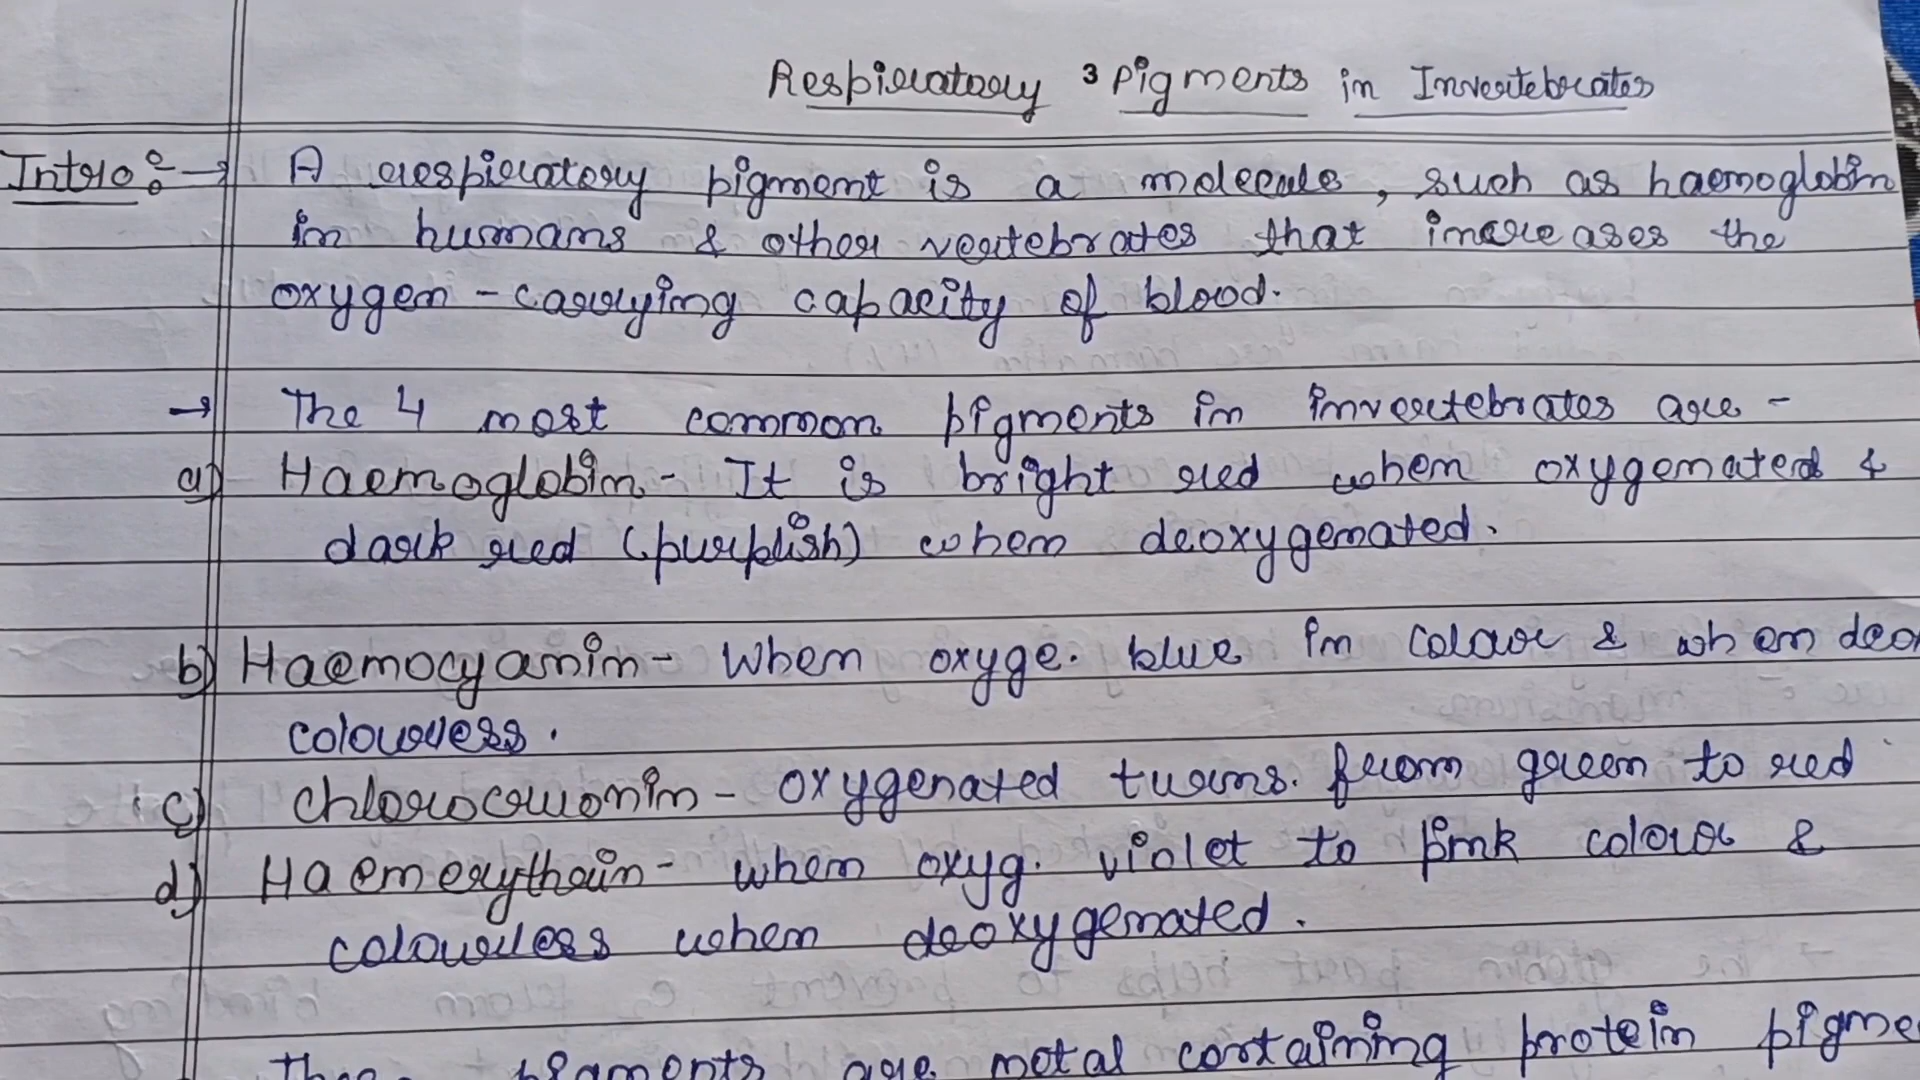 Respiratory 3 Pigments in Invertebrates
Intro :→ A respiratory pigment is a molecule, such as haemoglobin
in humans & other vertebrates that increases the
oxygen - carrying capacity of blood.
→ The 4 most common pigments in invertebrates are -
a) Haemoglobin - It is bright red when oxygenated &
dark red (purplish) when deoxygenated.
b) Haemocyanin - When oxyge. blue in colour & when deo
colourless.
c) chlorocruonin - oxygenated turns. from green to red
d) Haemerythrin - when oxyg. violet to pink colour &
colourless when deoxygenated.
pigments are metal containing protein pigme